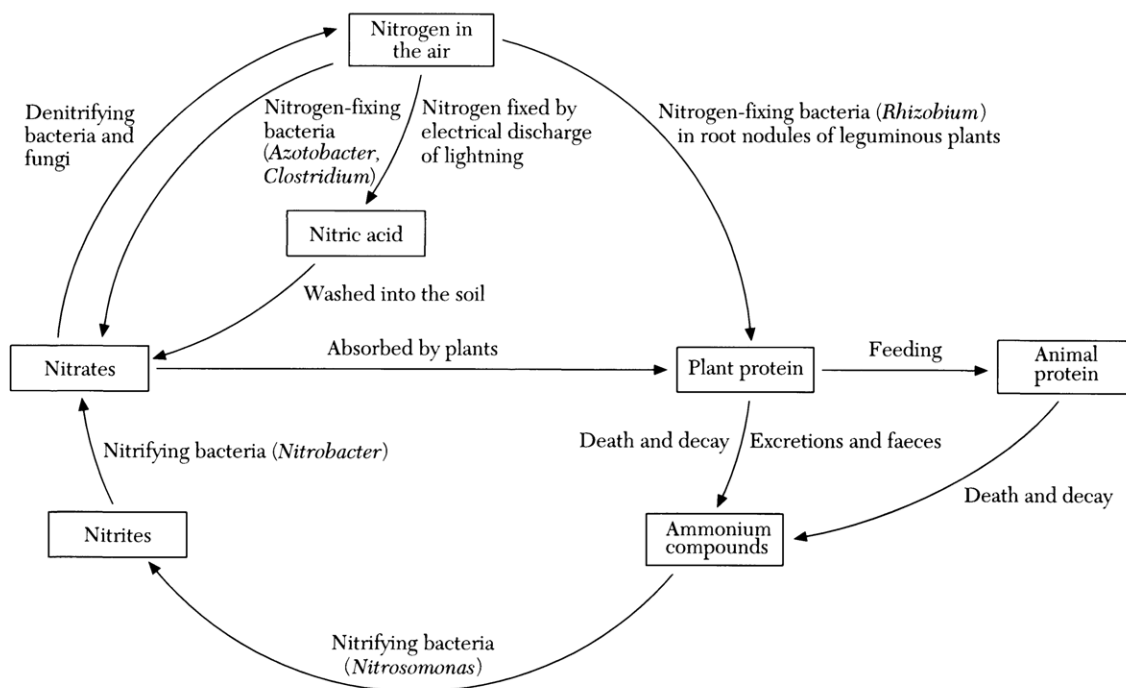 Nitrogen in
the air
Denitrifying
bacteria and
fungi
Nitrogen-fixing
bacteria
(Azotobacter,
Clostridium)
Nitrogen fixed by
electrical discharge
of lightning
Nitrogen-fixing bacteria (Rhizobium)
in root nodules of leguminous plants
Nitric acid
Washed into the soil
Nitrates
Absorbed by plants
Plant protein
Feeding
Animal
protein
Nitrifying bacteria (Nitrobacter)
Death and decay
Excretions and faeces
Death and decay
Nitrites
Ammonium
compounds
Nitrifying bacteria
(Nitrosomonas)